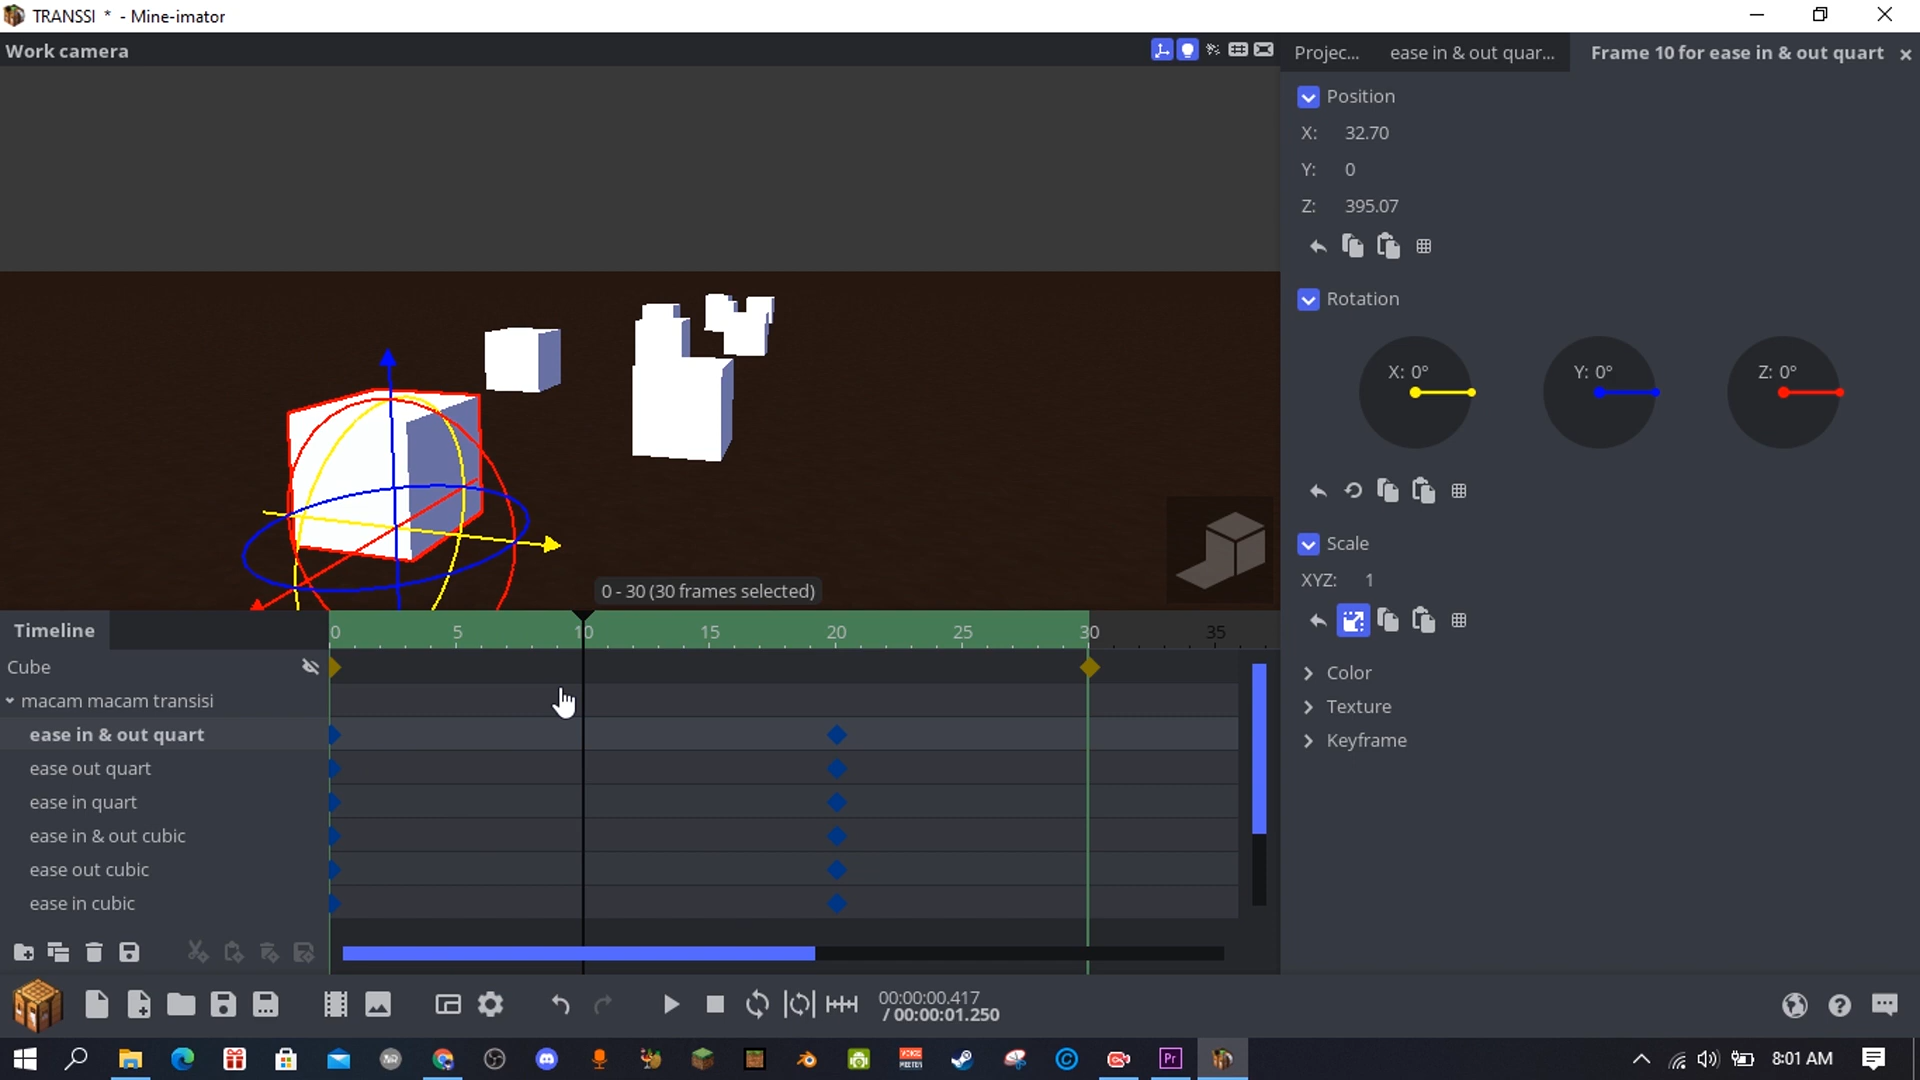 TRANSSI * - Mine-imator
Work camera
Projec...
ease in & out quar...
Frame 10 for ease in & out quart
Position
X: 32.70
Y: 0
Z: 395.07
Rotation
X: 0° Y: 0° Z: 0°
Scale
XYZ: 1
Color
Texture
Keyframe
0 - 30 (30 frames selected)
Timeline
0 5 10 15 20 25 30 35
Cube
macam macam transisi
ease in & out quart
ease out quart
ease in quart
ease in & out cubic
ease out cubic
ease in cubic
00:00:00.417
/ 00:00:01.250
Pr
8:01 AM